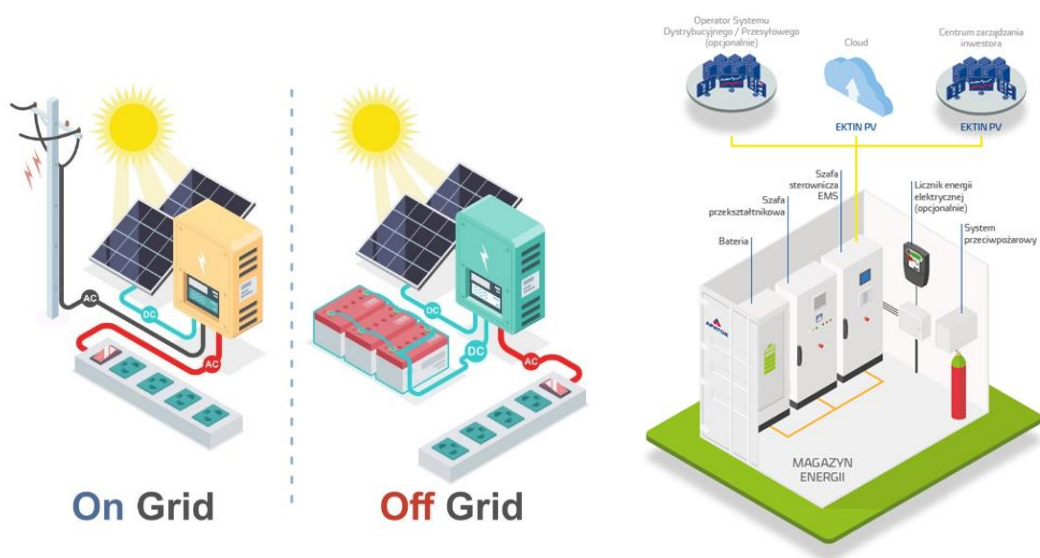 AC
DC
AC
On Grid
DC
DC
AC
Off Grid
Operator Systemu
Dystrybucyjnego / Przesyłowego
(opcjonalnie)
Cloud
Centrum zarządzania
inwestora
EKTIN PV
EKTIN PV
Szafa
sterownicza
EMS
Szafa
przekształtnikowa
Bateria
Licznik energii
elektrycznej
(opcjonalnie)
System
przeciwpożarowy
APATOR
MAGAZYN
ENERGII